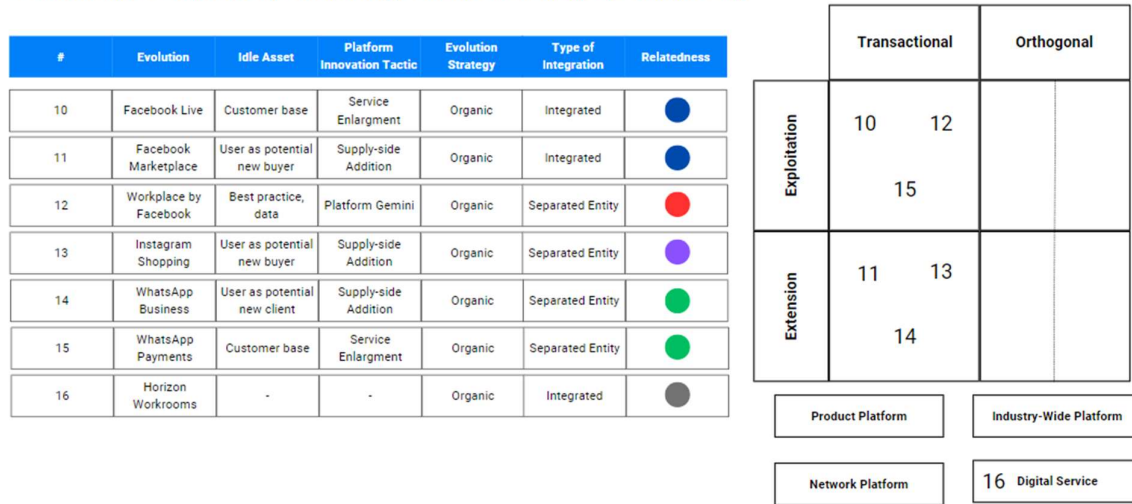 # Evolution Idle Asset Platform Innovation Tactic Evolution Strategy Type of Integration Relatedness
10 Facebook Live Customer base Service Enlargment Organic Integrated
11 Facebook Marketplace User as potential new buyer Supply-side Addition Organic Integrated
12 Workplace by Facebook Best practice, data Platform Gemini Organic Separated Entity
13 Instagram Shopping User as potential new buyer Supply-side Addition Organic Separated Entity
14 WhatsApp Business User as potential new client Supply-side Addition Organic Separated Entity
15 WhatsApp Payments Customer base Service Enlargment Organic Separated Entity
16 Horizon Workrooms - - Organic Integrated
Transactional Orthogonal
Exploitation
10 12
15
Extension
11 13
14
Product Platform Industry-Wide Platform
Network Platform 16 Digital Service